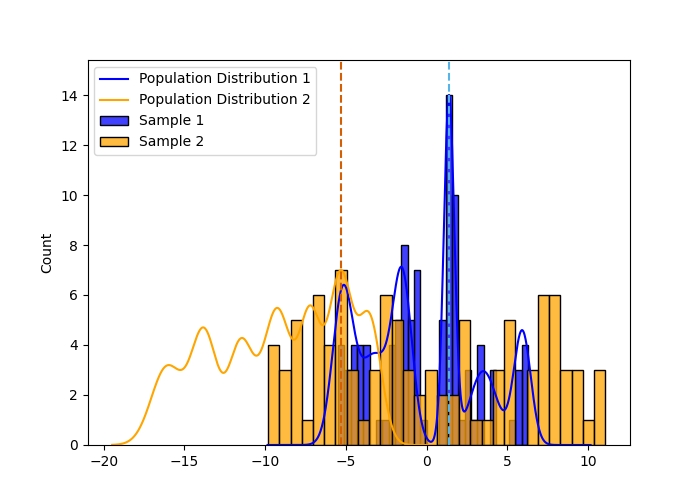 Population Distribution 1
Population Distribution 2
Sample 1
Sample 2
Count
14
12
10
8
6
4
2
0
−20 −15 −10 −5 0 5 10